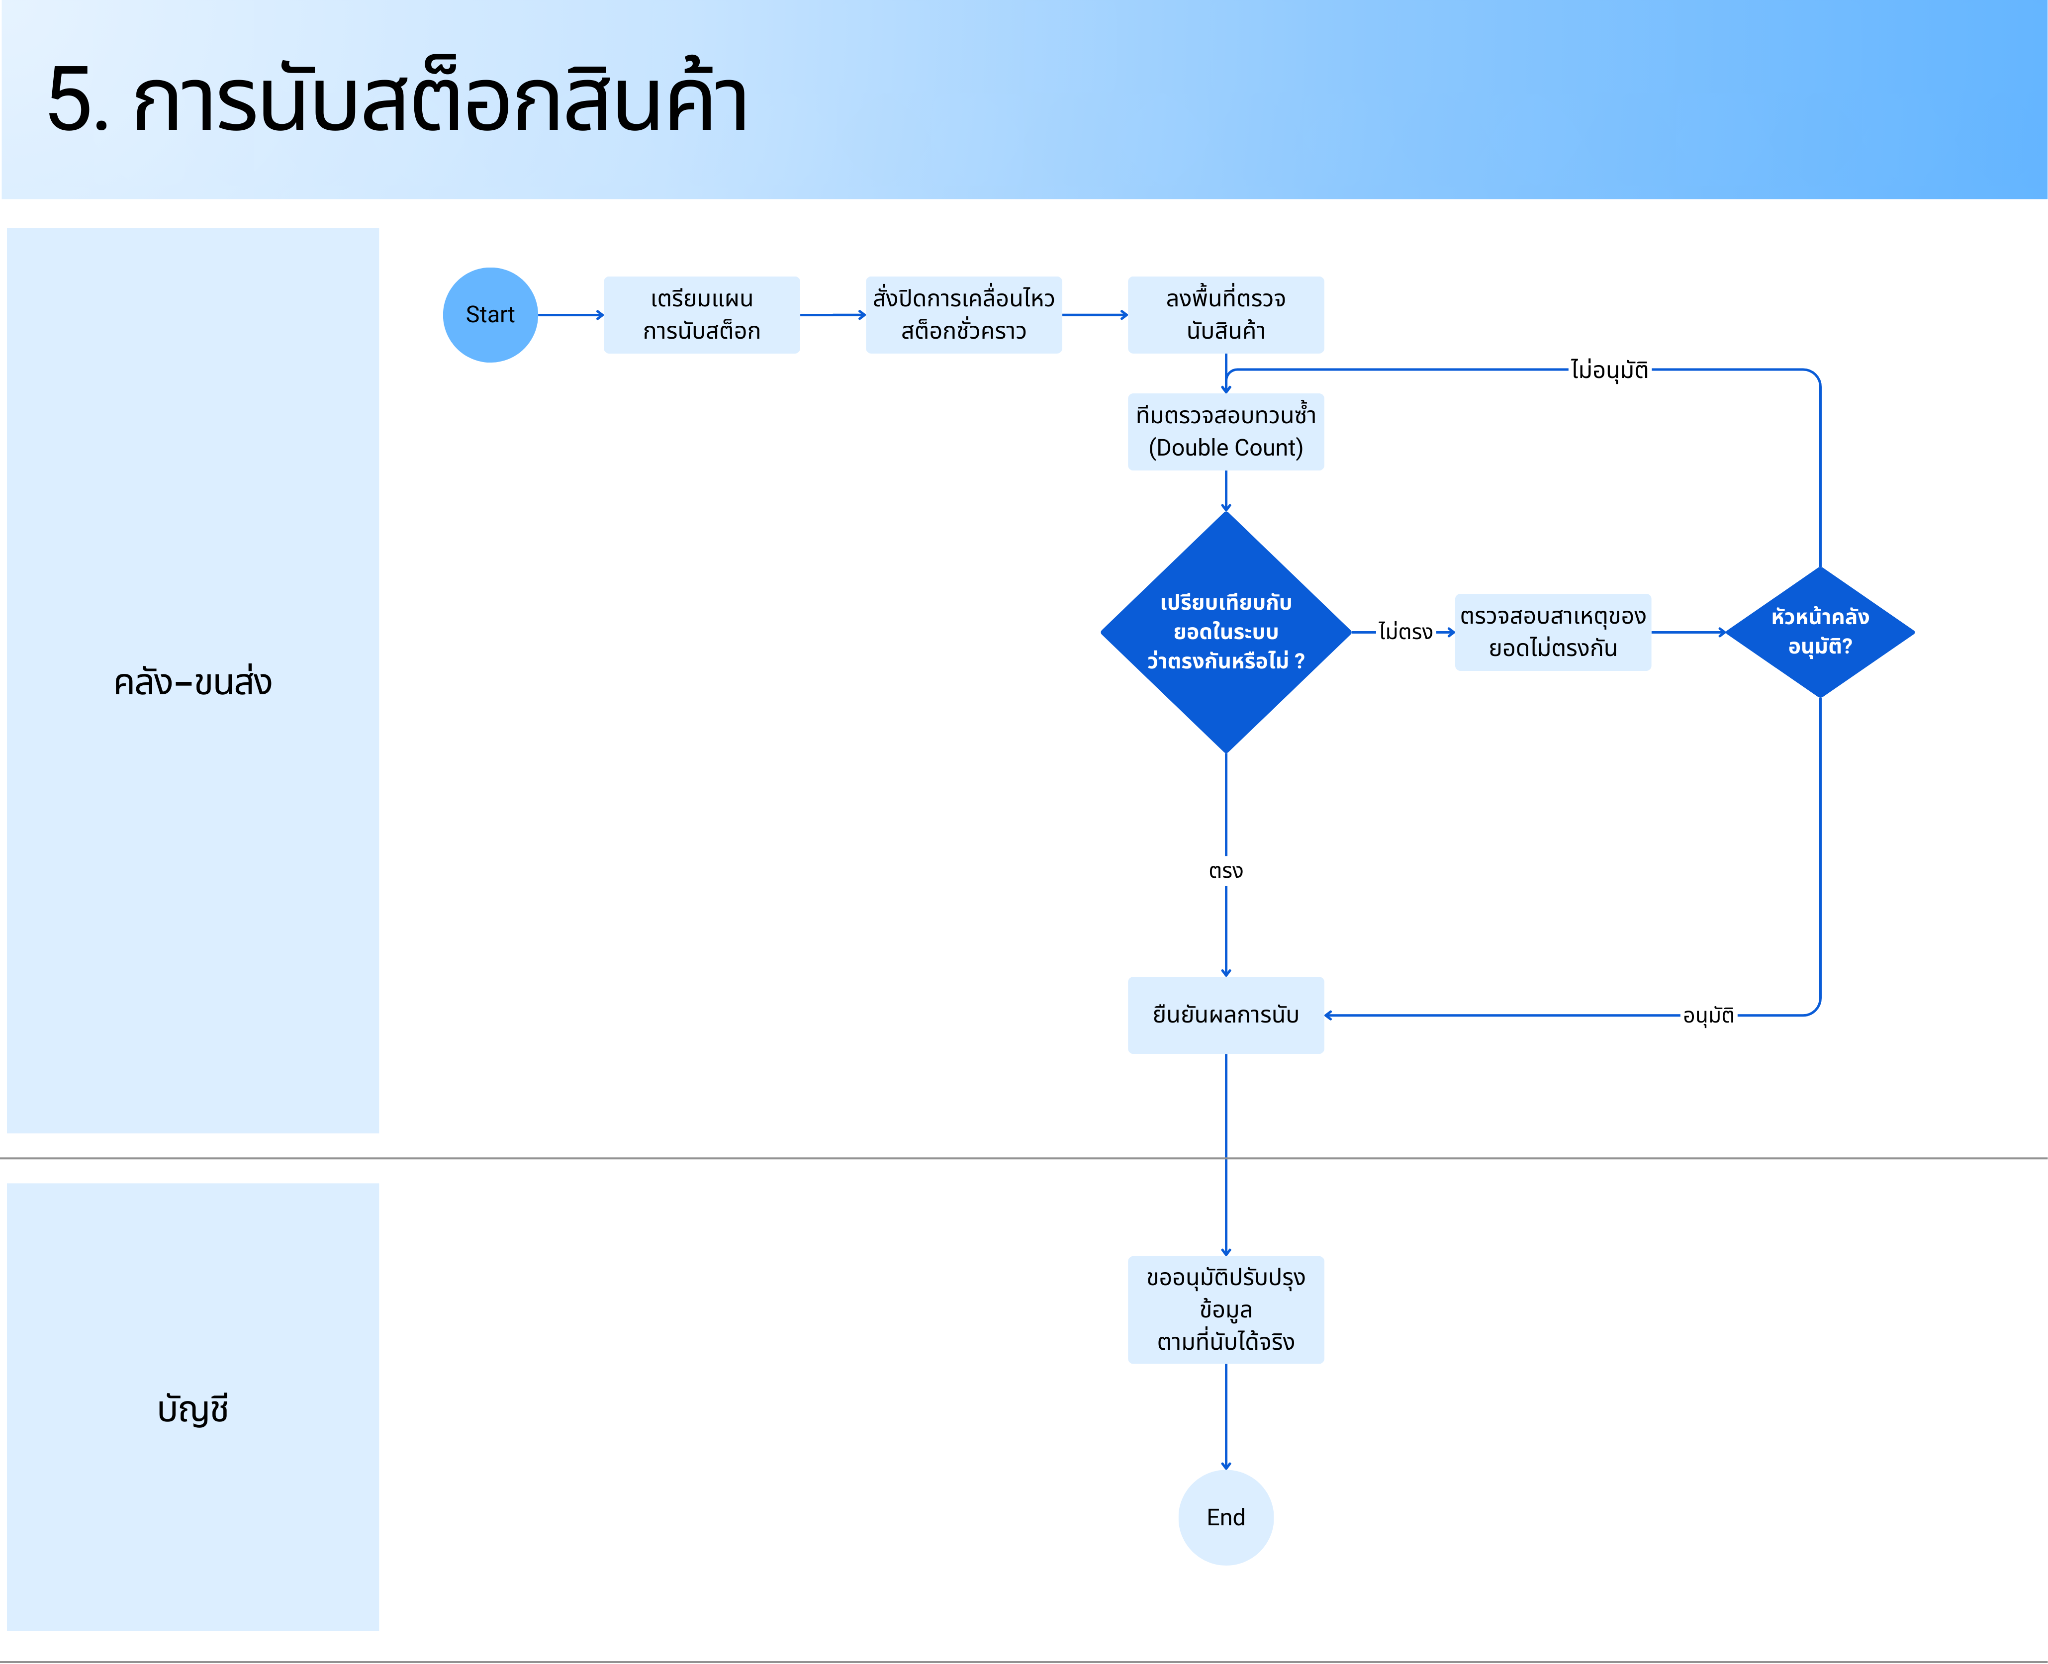 5. การนับสต็อกสินค้า
คลัง-ขนส่ง
Start
เตรียมแผน
การนับสต็อก
สั่งปิดการเคลื่อนไหว
สต็อกชั่วคราว
ลงพื้นที่ตรวจ
นับสินค้า
ไม่อนุมัติ
ทีมตรวจสอบทวนซ้ำ
(Double Count)
เปรียบเทียบกับ
ยอดในระบบ
ว่าตรงกันหรือไม่ ?
ไม่ตรง
ตรวจสอบสาเหตุของ
ยอดไม่ตรงกัน
หัวหน้าคลัง
อนุมัติ?
ตรง
ยืนยันผลการนับ
อนุมัติ
บัญชี
ขออนุมัติปรับปรุง
ข้อมูล
ตามที่นับได้จริง
End